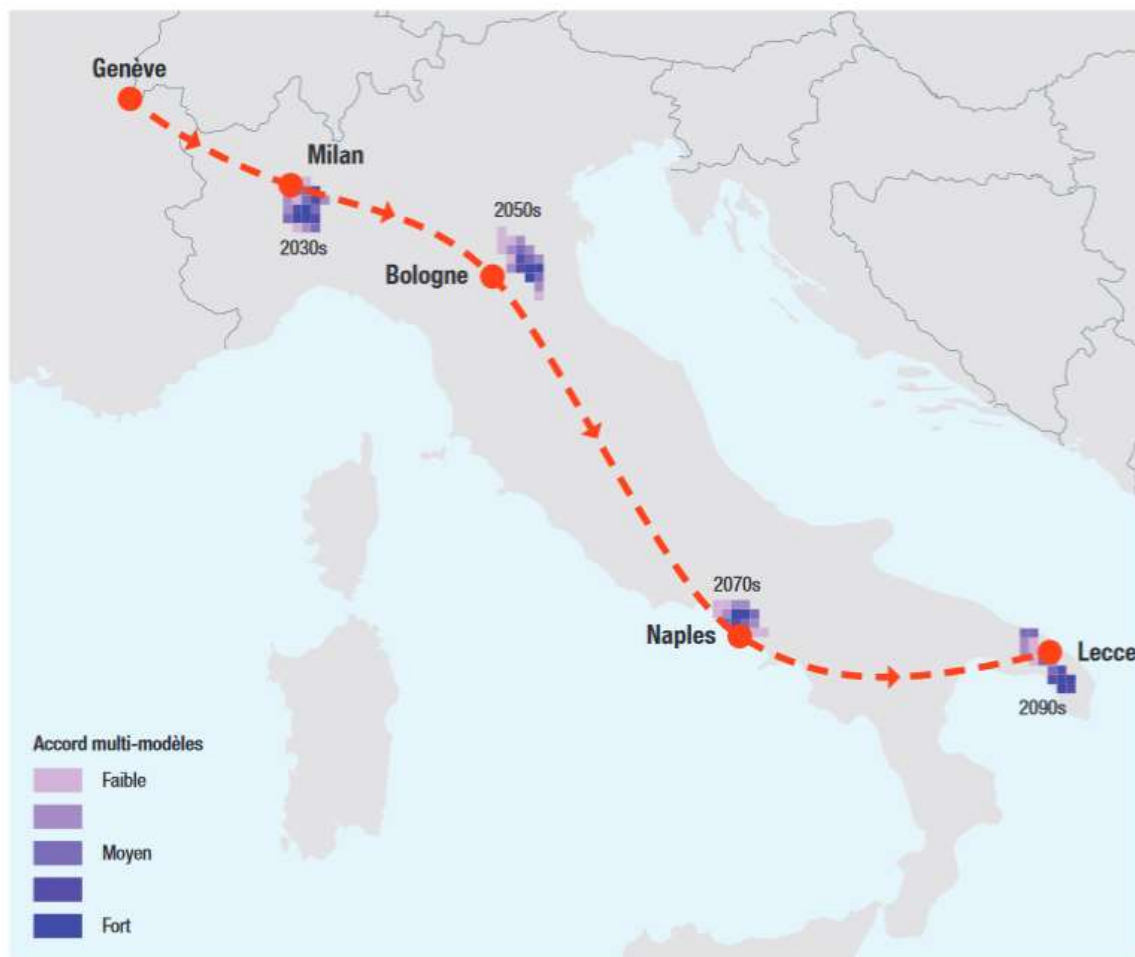 Genève
Milan
2030s
2050s
Bologne
2070s
Naples
Lecce
2090s
Accord multi-modèles
Faible
Moyen
Fort